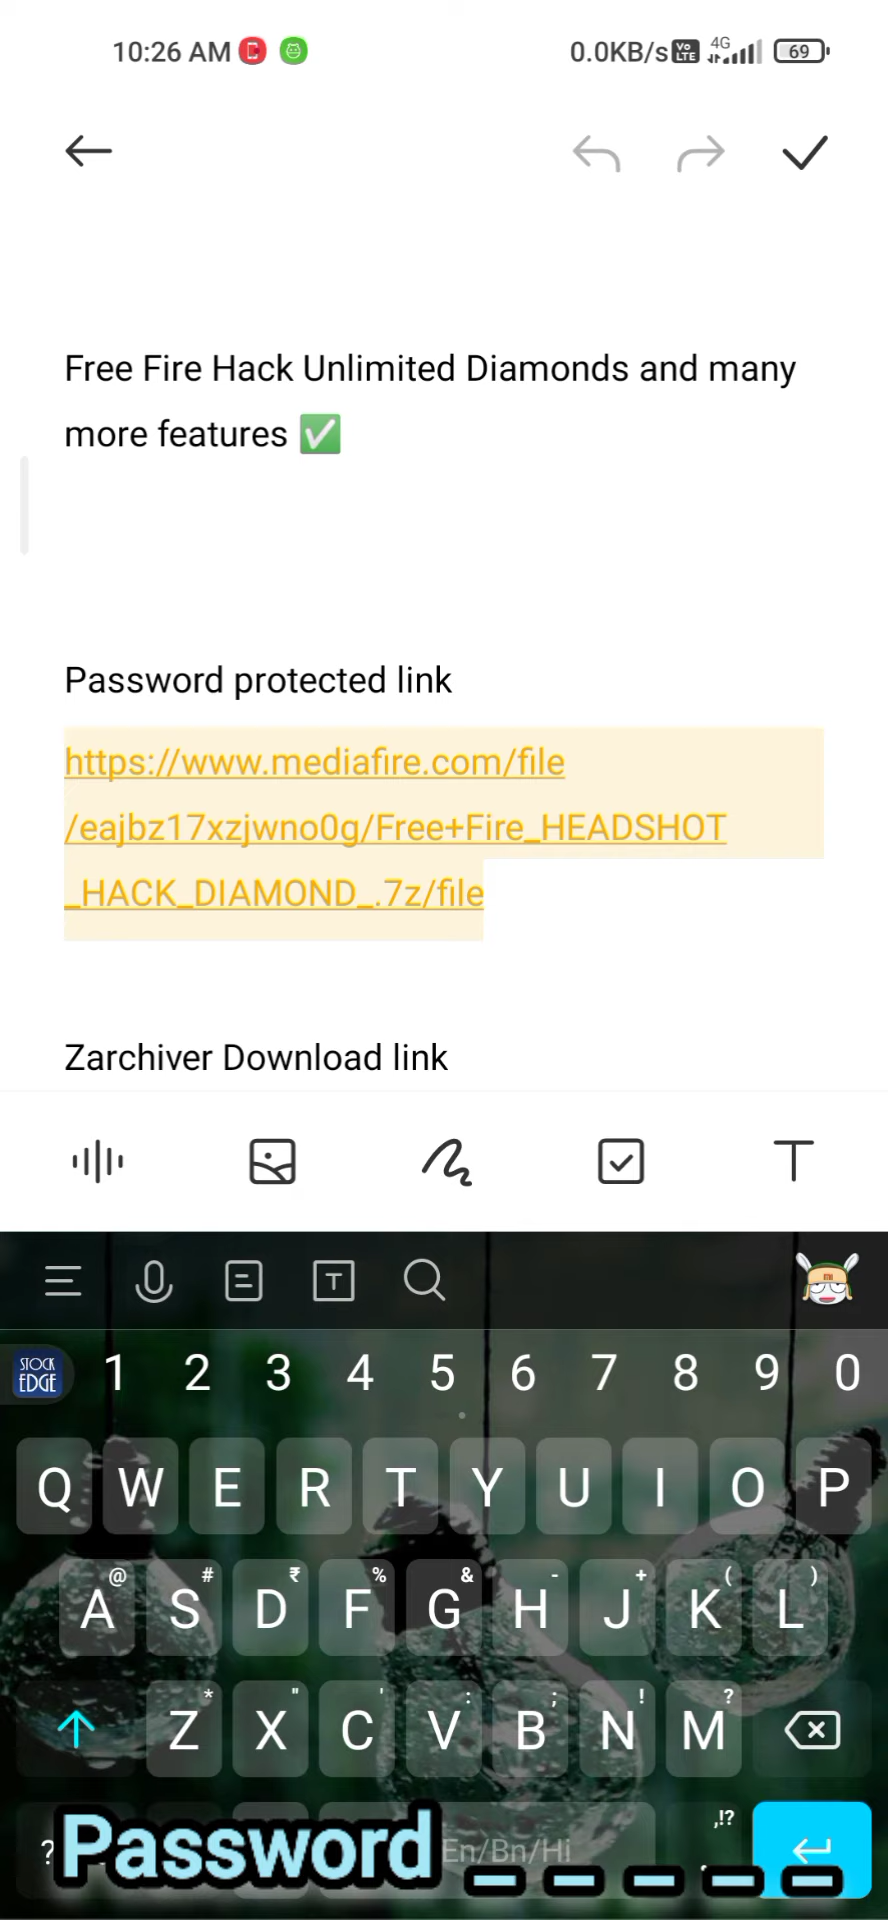 10:26 AM 0.0KB/s Vo LTE 4G 69
Free Fire Hack Unlimited Diamonds and many
more features ✅
Password protected link
https://www.mediafire.com/file
/eajbz17xzjwno0g/Free+Fire_HEADSHOT
_HACK_DIAMOND_.7z/file
Zarchiver Download link
T
T
STOCK EDGE 1 2 3 4 5 6 7 8 9 0
Q W E R T Y U I O P
@ # ₹ % & - + ( )
A S D F G H J K L
* " ' : ; ! ?
Z X C V B N M
? Password En/Bn/Hi ,!?
_ _ _ _ _